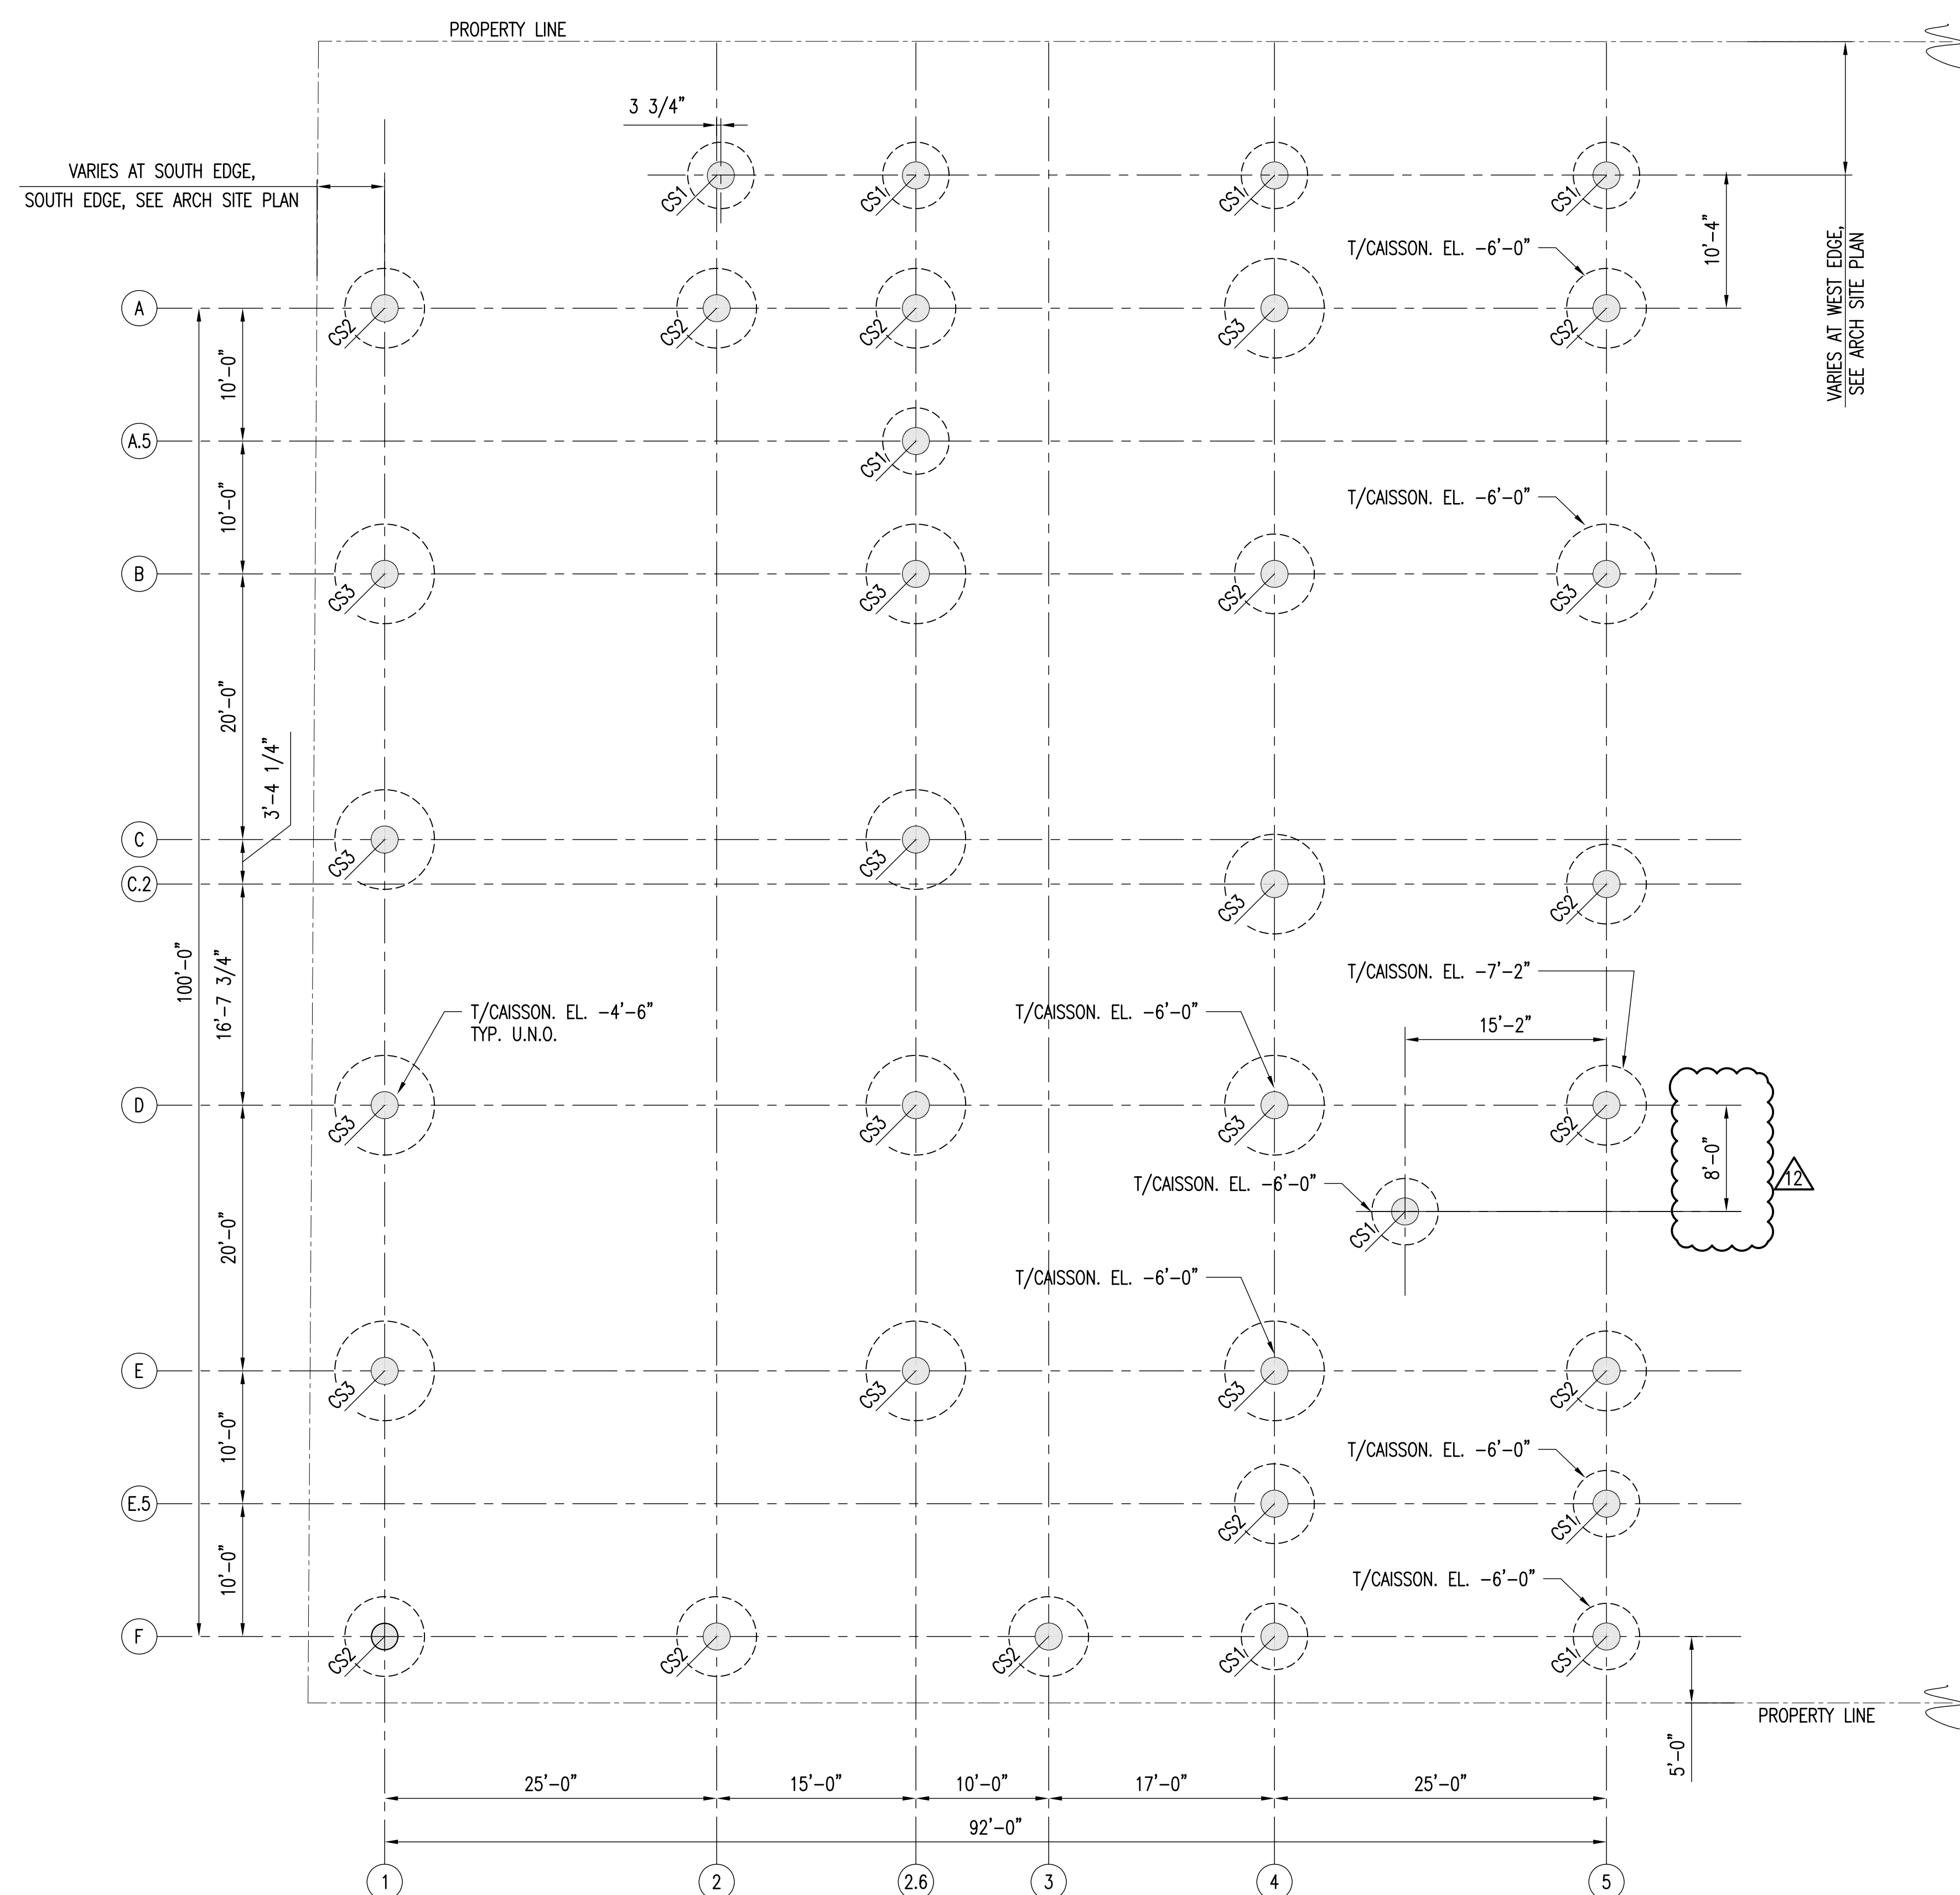 PROPERTY LINE
3 3/4"
VARIES AT SOUTH EDGE,
SOUTH EDGE, SEE ARCH SITE PLAN
CS1
CS1
CS1
CS1
10'-4"
VARIES AT WEST EDGE,
SEE ARCH SITE PLAN
T/CAISSON. EL. -6'-0"
A
CS2
CS2
CS2
CS3
CS2
10'-0"
A.5
CS1
10'-0"
T/CAISSON. EL. -6'-0"
B
CS3
CS3
CS2
CS3
20'-0"
3'-4 1/4"
C
CS3
CS3
C.2
CS3
CS2
100'-0"
16'-7 3/4"
T/CAISSON. EL. -7'-2"
T/CAISSON. EL. -4'-6"
TYP. U.N.O.
T/CAISSON. EL. -6'-0"
15'-2"
D
CS3
CS3
CS3
CS2
8'-0"
12
T/CAISSON. EL. -6'-0"
CS1
20'-0"
T/CAISSON. EL. -6'-0"
E
CS3
CS3
CS3
CS2
10'-0"
T/CAISSON. EL. -6'-0"
E.5
CS2
CS1
10'-0"
T/CAISSON. EL. -6'-0"
F
CS2
CS2
CS2
CS1
CS1
PROPERTY LINE
5'-0"
25'-0"
15'-0"
10'-0"
17'-0"
25'-0"
92'-0"
1
2
2.6
3
4
5